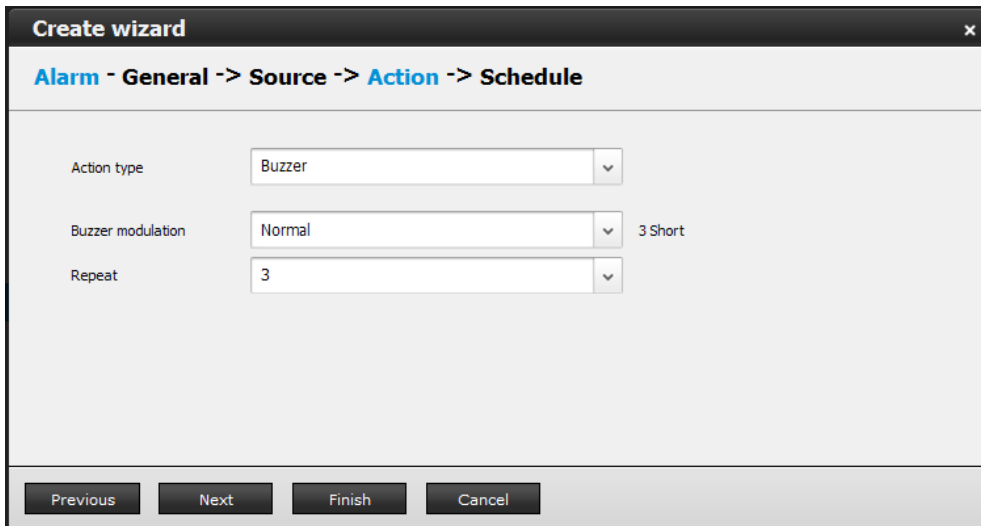 Create wizard ×
Alarm - General -> Source -> Action -> Schedule
Action type Buzzer
Buzzer modulation Normal 3 Short
Repeat 3
Previous Next Finish Cancel